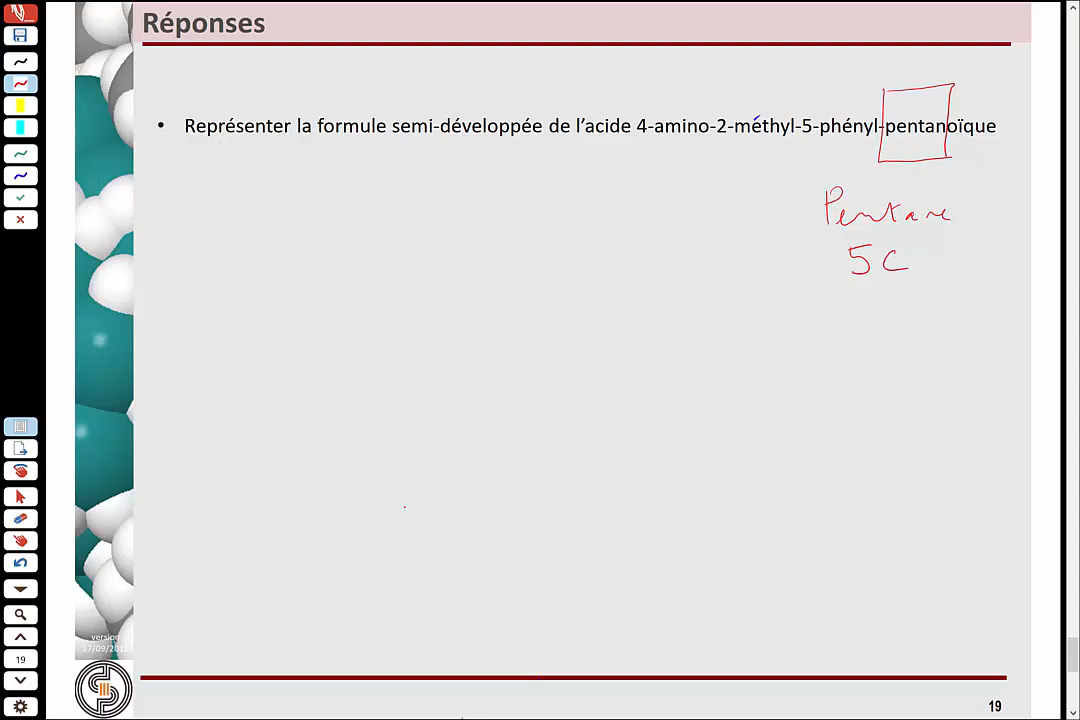 Réponses
• Représenter la formule semi-développée de l'acide 4-amino-2-méthyl-5-phényl-pentanoïque
Pentane
5 C
version
19
19